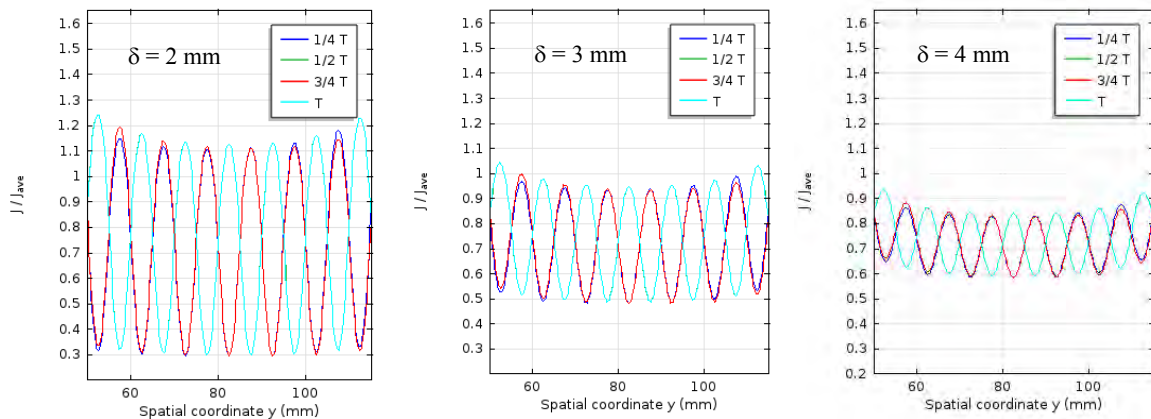 1.6
1.5
1.4
1.3
1.2
1.1
1
0.9
0.8
0.7
0.6
0.5
0.4
0.3
J / Jave
δ = 2 mm
1/4 T
1/2 T
3/4 T
T
60
80
100
Spatial coordinate y (mm)
1.6
1.5
1.4
1.3
1.2
1.1
1
0.9
0.8
0.7
0.6
0.5
0.4
0.3
J / Jave
δ = 3 mm
1/4 T
1/2 T
3/4 T
T
60
80
100
Spatial coordinate y (mm)
1.6
1.5
1.4
1.3
1.2
1.1
1
0.9
0.8
0.7
0.6
0.5
0.4
0.3
0.2
J / Jave
δ = 4 mm
1/4 T
1/2 T
3/4 T
T
60
80
100
Spatial coordinate y (mm)